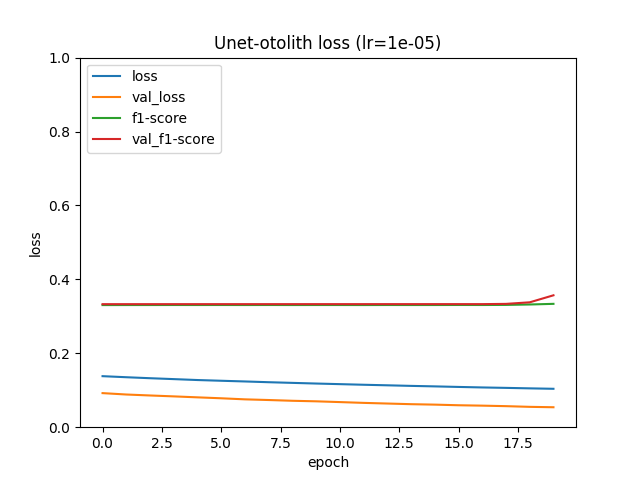 Unet-otolith loss (lr=1e-05)
1.0
0.8
0.6
0.4
0.2
0.0
loss
loss
val_loss
f1-score
val_f1-score
0.0 2.5 5.0 7.5 10.0 12.5 15.0 17.5
epoch